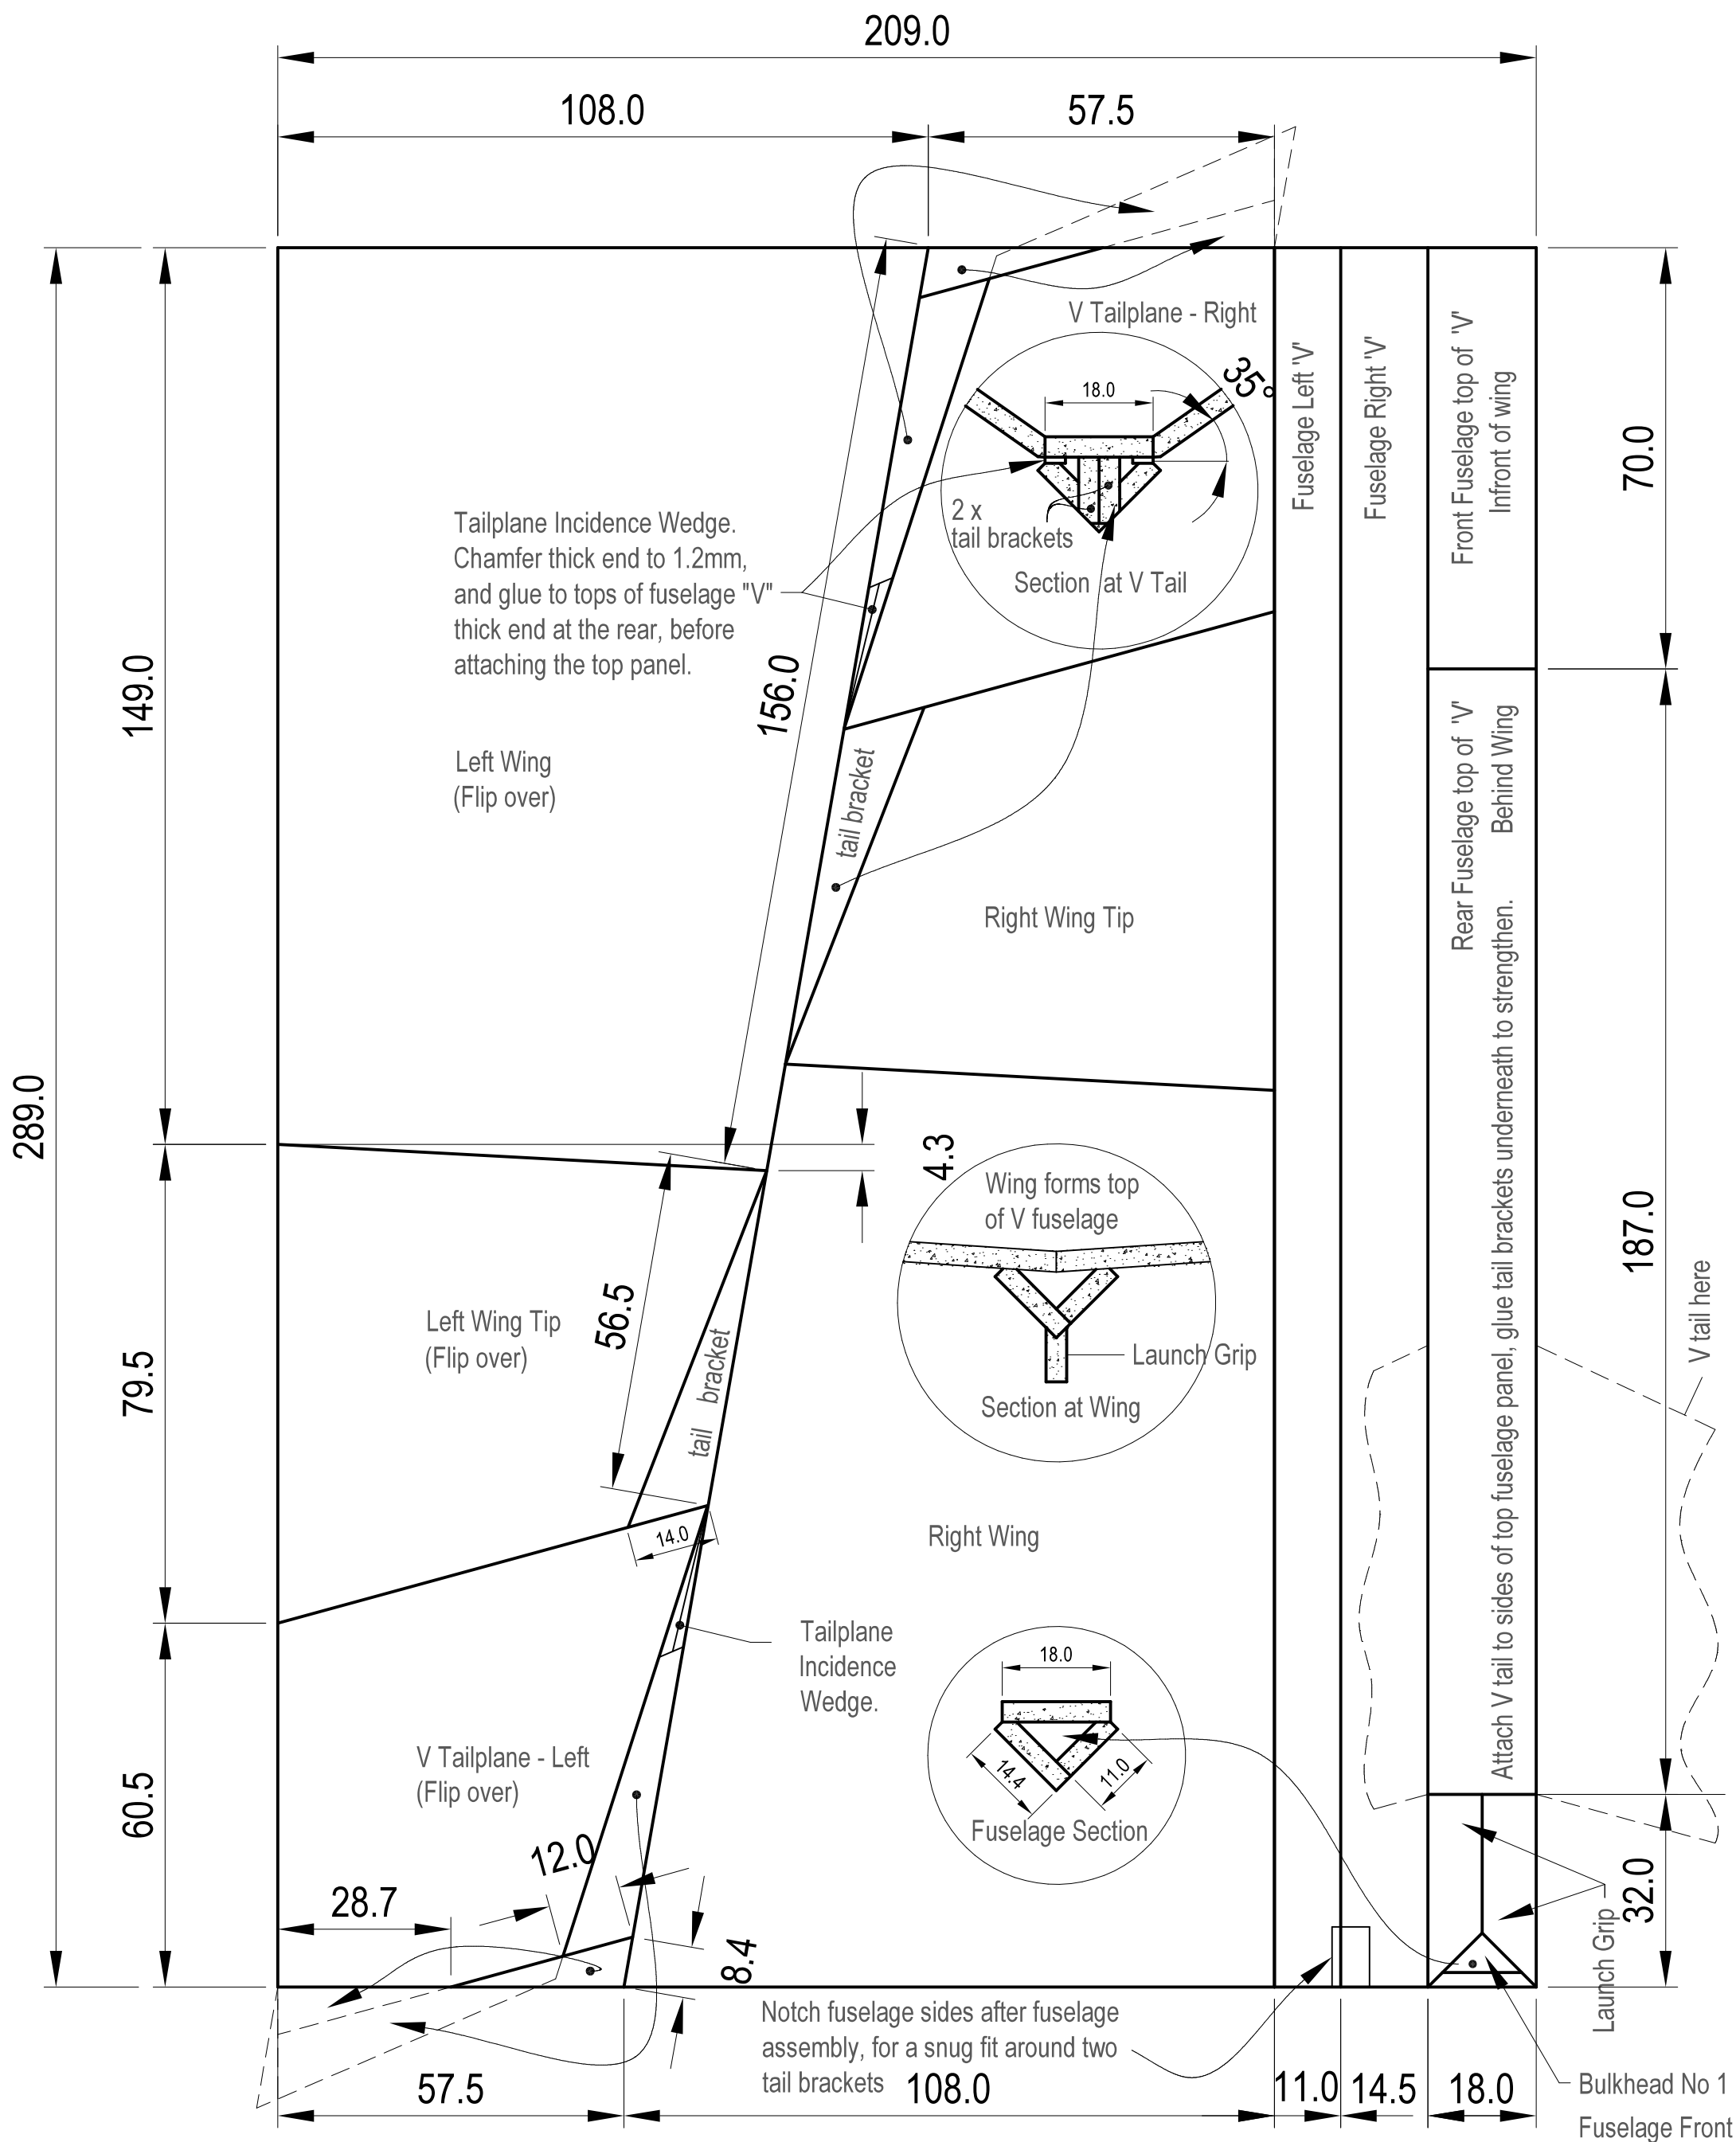 209.0
108.0
57.5
V Tailplane - Right
35°
18.0
2 x
tail brackets
Section at V Tail
Fuselage Left 'V'
Fuselage Right 'V'
Front Fuselage top of 'V'
Infront of wing
70.0
Tailplane Incidence Wedge.
Chamfer thick end to 1.2mm,
and glue to tops of fuselage "V"
thick end at the rear, before
attaching the top panel.
149.0
156.0
Left Wing
(Flip over)
tail bracket
Right Wing Tip
Rear Fuselage top of 'V'
Behind Wing
Attach V tail to sides of top fuselage panel, glue tail brackets underneath to strengthen.
289.0
4.3
Wing forms top
of V fuselage
Launch Grip
Section at Wing
187.0
V tail here
56.5
Left Wing Tip
(Flip over)
79.5
tail bracket
14.0
Right Wing
Tailplane
Incidence
Wedge.
18.0
14.4
11.0
Fuselage Section
V Tailplane - Left
(Flip over)
60.5
12.0
28.7
8.4
32.0
Launch Grip
Notch fuselage sides after fuselage
assembly, for a snug fit around two
tail brackets
57.5
108.0
11.0
14.5
18.0
Bulkhead No 1
Fuselage Front